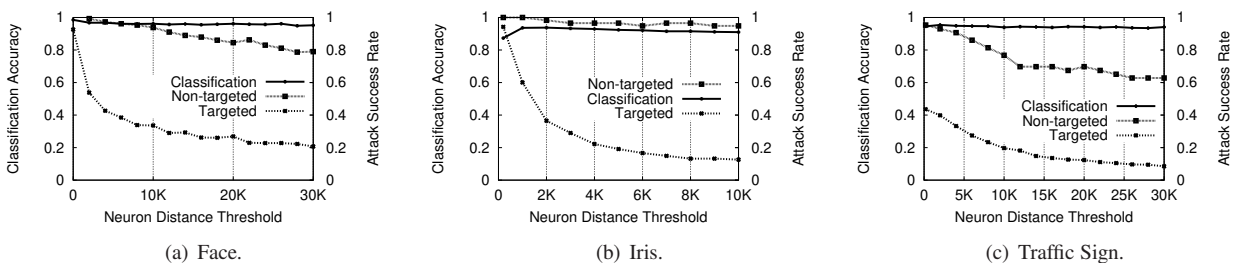 Classification Accuracy
1
0.8
0.6
0.4
0.2
0
Classification
Non-targeted
Targeted
1
0.8
0.6
0.4
0.2
0
Attack Success Rate
0 10K 20K 30K
Neuron Distance Threshold
(a) Face.
Classification Accuracy
1
0.8
0.6
0.4
0.2
0
Non-targeted
Classification
Targeted
1
0.8
0.6
0.4
0.2
0
Attack Success Rate
0 2K 4K 6K 8K 10K
Neuron Distance Threshold
(b) Iris.
Classification Accuracy
1
0.8
0.6
0.4
0.2
0
Classification
Non-targeted
Targeted
1
0.8
0.6
0.4
0.2
0
Attack Success Rate
0 5K 10K 15K 20K 25K 30K
Neuron Distance Threshold
(c) Traffic Sign.